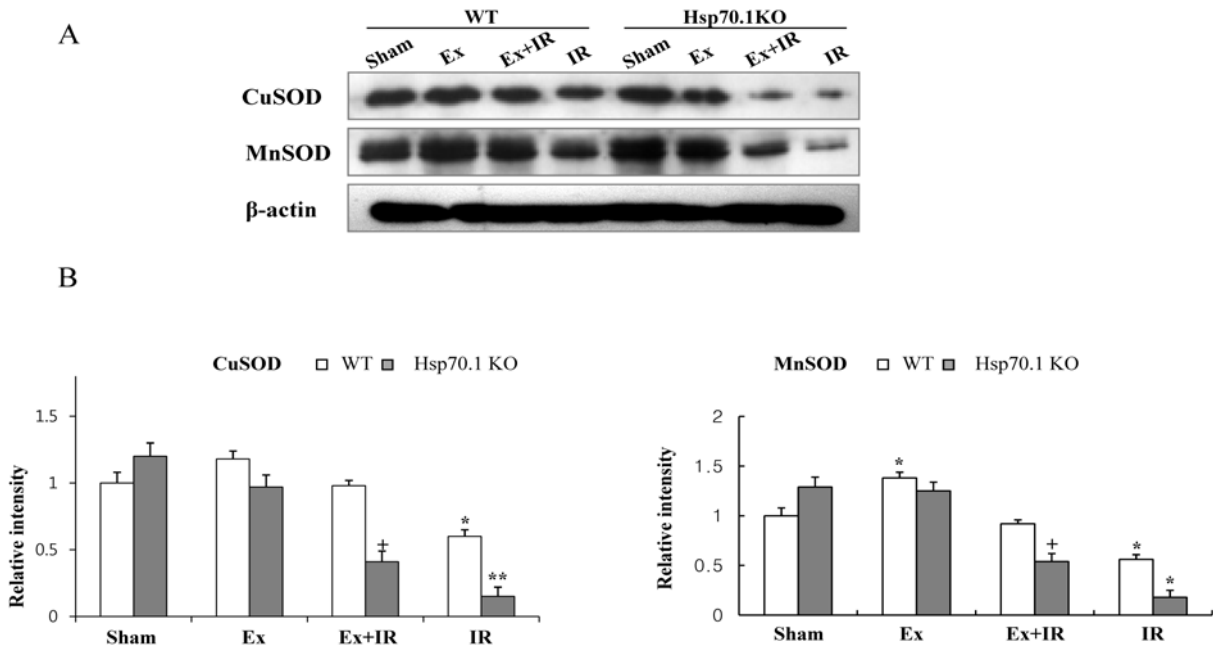 A
WT Hsp70.1KO
Sham Ex Ex+IR IR Sham Ex Ex+IR IR
CuSOD
MnSOD
β-actin
B
CuSOD WT Hsp70.1 KO
Relative intensity
1.5
1
0.5
0
+
*
**
Sham Ex Ex+IR IR
MnSOD WT Hsp70.1 KO
Relative intensity
2
1.5
1
0.5
0
*
+
*
*
Sham Ex Ex+IR IR